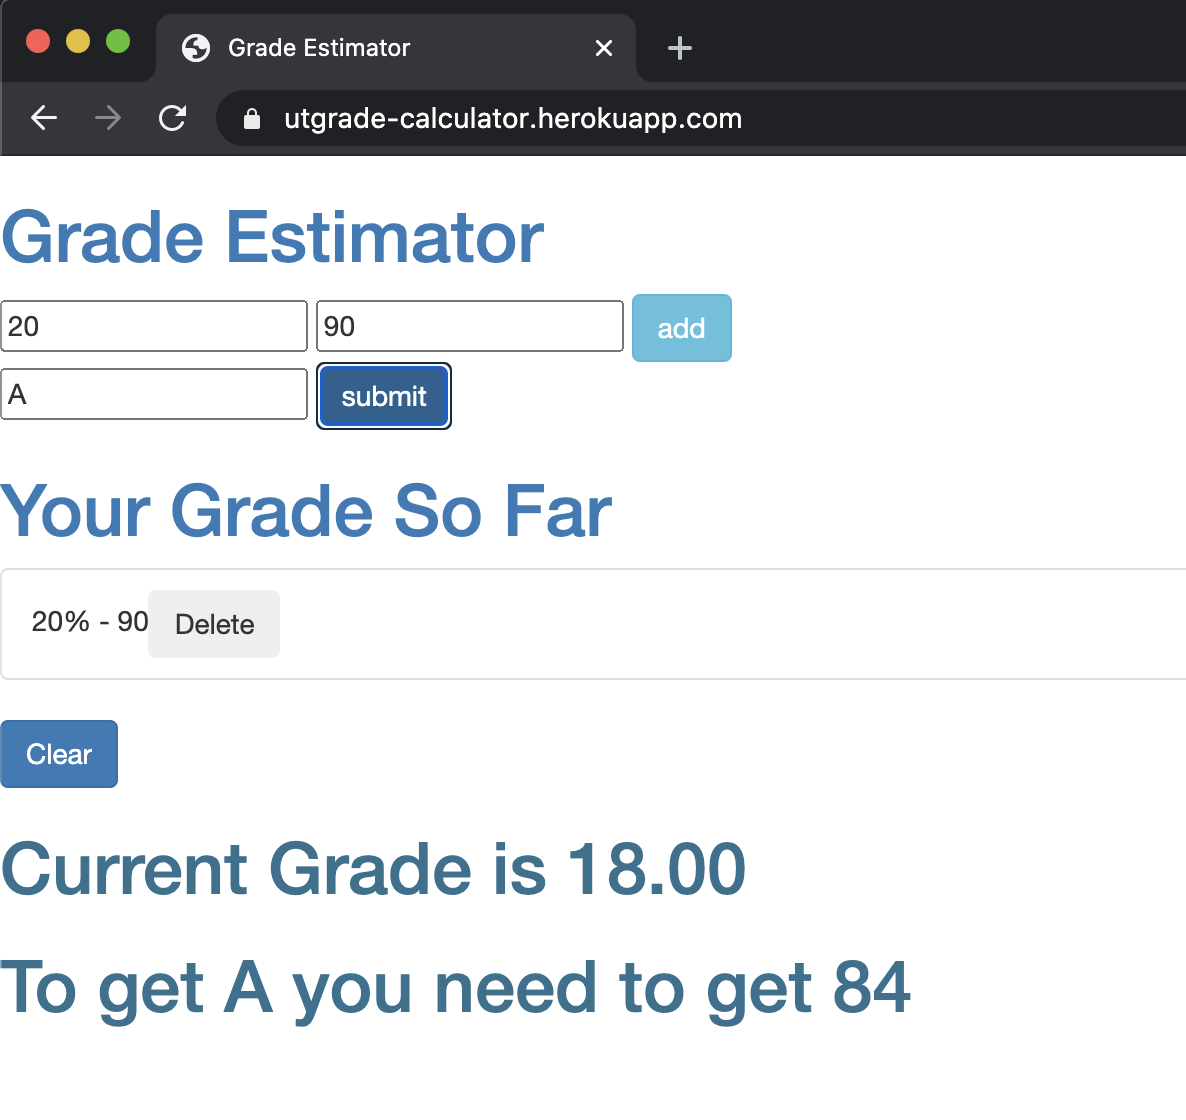 Grade Estimator
utgrade-calculator.herokuapp.com
Grade Estimator
20 90 add
A submit
Your Grade So Far
20% - 90 Delete
Clear
Current Grade is 18.00
To get A you need to get 84